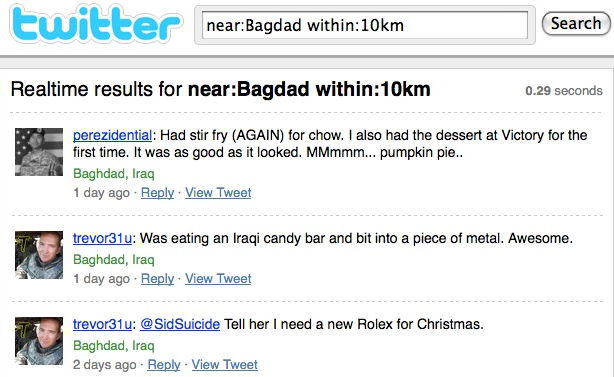 twitter
near:Bagdad within:10km
Search
Realtime results for near:Bagdad within:10km
0.29 seconds
perezidential: Had stir fry (AGAIN) for chow. I also had the dessert at Victory for the
first time. It was as good as it looked. MMmmm... pumpkin pie..
Baghdad, Iraq
1 day ago · Reply · View Tweet
trevor31u: Was eating an Iraqi candy bar and bit into a piece of metal. Awesome.
Baghdad, Iraq
1 day ago · Reply · View Tweet
trevor31u: @SidSuicide Tell her I need a new Rolex for Christmas.
Baghdad, Iraq
2 days ago · Reply · View Tweet